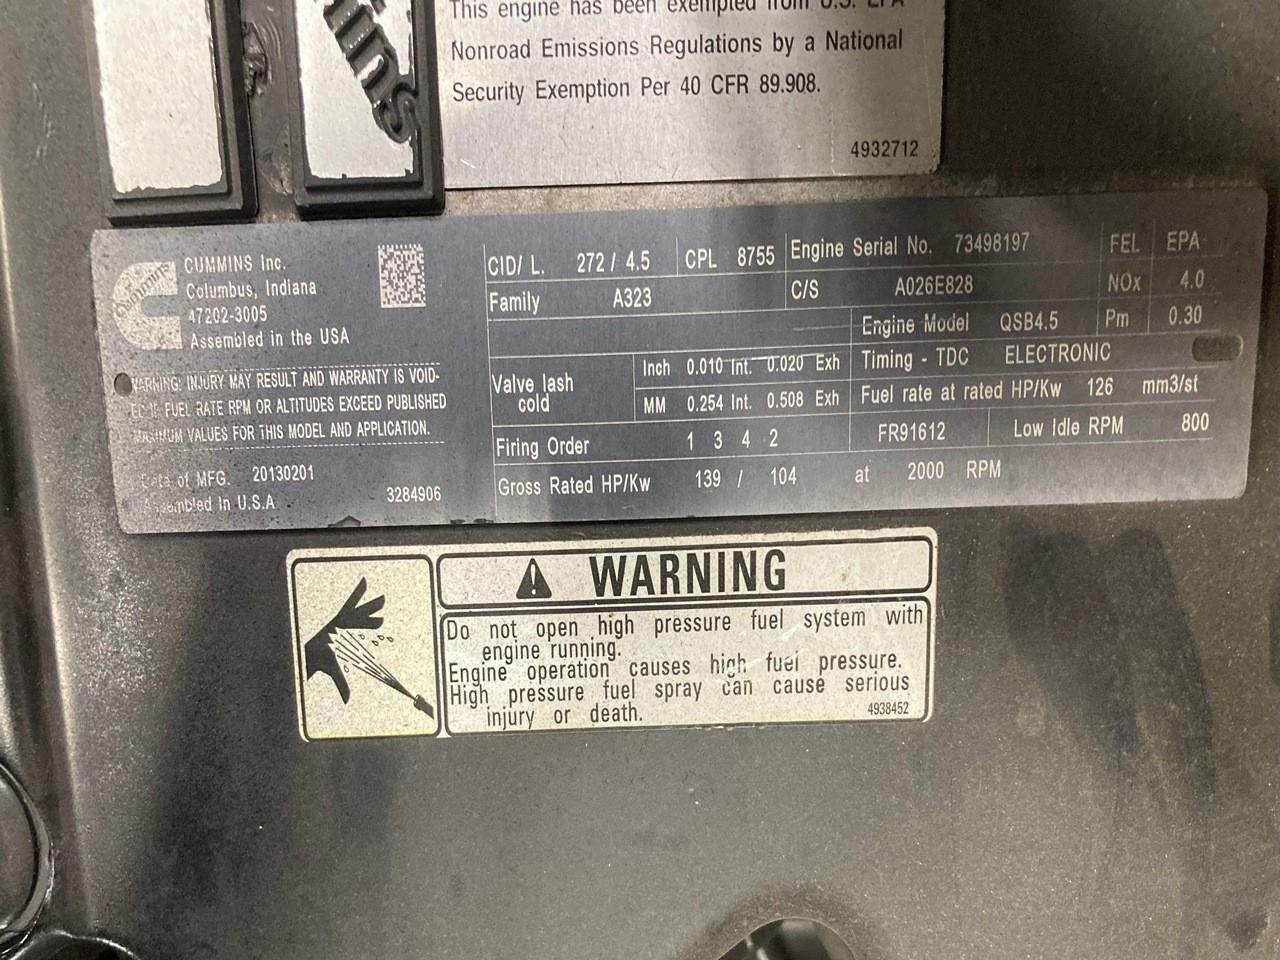 This engine has been exempted from U.S. EPA
Nonroad Emissions Regulations by a National
Security Exemption Per 40 CFR 89.908.
4932712
Cummins
CUMMINS Inc.
Columbus, Indiana
47202-3005
Assembled in the USA
WARNING: INJURY MAY RESULT AND WARRANTY IS VOID-
ED IF FUEL RATE RPM OR ALTITUDES EXCEED PUBLISHED
MAXIMUM VALUES FOR THIS MODEL AND APPLICATION.
Date of MFG. 20130201
Assembled in U.S.A 3284906
CID/ L. 272 / 4.5 CPL 8755 Engine Serial No. 73498197 FEL EPA
Family A323 C/S A026E828 NOx 4.0
Engine Model QSB4.5 Pm 0.30
Valve lash cold Inch 0.010 Int. 0.020 Exh Timing - TDC ELECTRONIC
MM 0.254 Int. 0.508 Exh Fuel rate at rated HP/Kw 126 mm3/st
Firing Order 1 3 4 2 FR91612 Low Idle RPM 800
Gross Rated HP/Kw 139 / 104 at 2000 RPM
WARNING
Do not open high pressure fuel system with
engine running.
Engine operation causes high fuel pressure.
High pressure fuel spray can cause serious
injury or death.
4938452